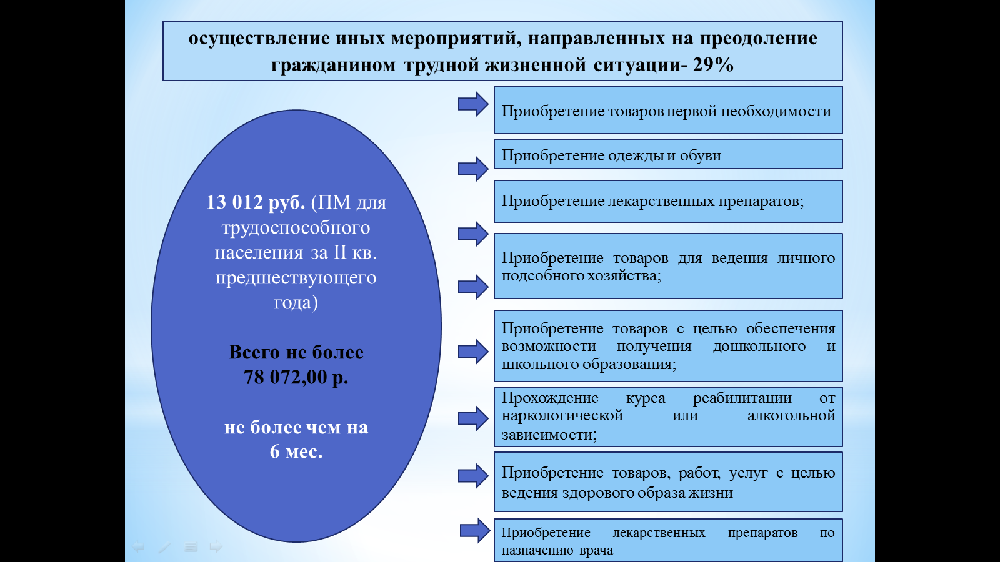 осуществление иных мероприятий, направленных на преодоление
гражданином трудной жизненной ситуации- 29%
13 012 руб. (ПМ для
трудоспособного
населения за II кв.
предшествующего
года)
Всего не более
78 072,00 р.
не более чем на
6 мес.
Приобретение товаров первой необходимости
Приобретение одежды и обуви
Приобретение лекарственных препаратов;
Приобретение товаров для ведения личного
подсобного хозяйства;
Приобретение товаров с целью обеспечения
возможности получения дошкольного и
школьного образования;
Прохождение курса реабилитации от
наркологической или алкогольной
зависимости;
Приобретение товаров, работ, услуг с целью
ведения здорового образа жизни
Приобретение лекарственных препаратов по
назначению врача